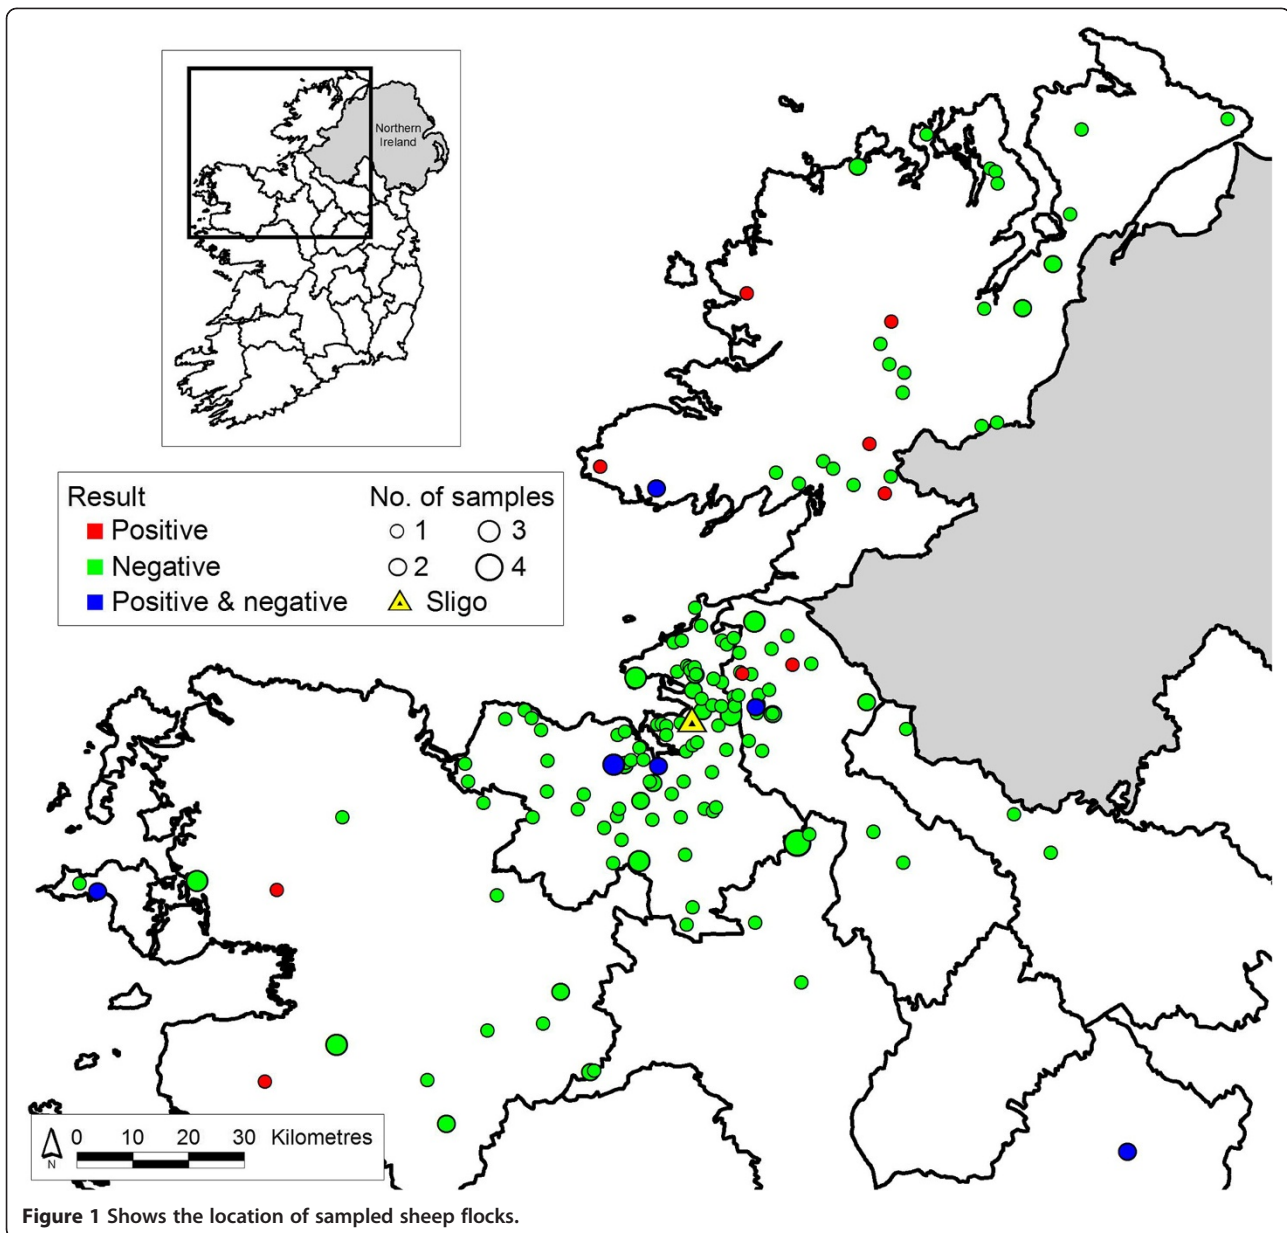 Northern
Ireland
Result No. of samples
Positive 1 3
Negative 2 4
Positive & negative Sligo
0 10 20 30 Kilometres
N
Figure 1 Shows the location of sampled sheep flocks.